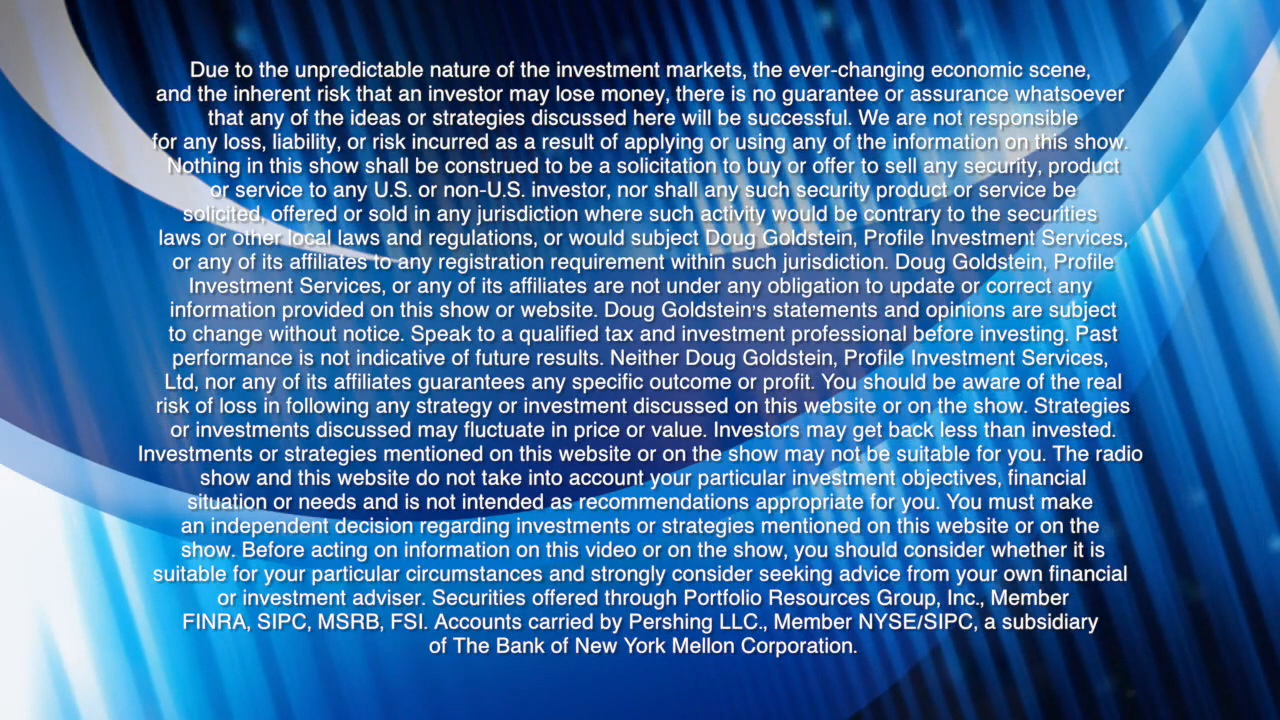 Due to the unpredictable nature of the investment markets, the ever-changing economic scene,
and the inherent risk that an investor may lose money, there is no guarantee or assurance whatsoever
that any of the ideas or strategies discussed here will be successful. We are not responsible
for any loss, liability, or risk incurred as a result of applying or using any of the information on this show.
Nothing in this show shall be construed to be a solicitation to buy or offer to sell any security, product
or service to any U.S. or non-U.S. investor, nor shall any such security product or service be
solicited, offered or sold in any jurisdiction where such activity would be contrary to the securities
laws or other local laws and regulations, or would subject Doug Goldstein, Profile Investment Services,
or any of its affiliates to any registration requirement within such jurisdiction. Doug Goldstein, Profile
Investment Services, or any of its affiliates are not under any obligation to update or correct any
information provided on this show or website. Doug Goldstein's statements and opinions are subject
to change without notice. Speak to a qualified tax and investment professional before investing. Past
performance is not indicative of future results. Neither Doug Goldstein, Profile Investment Services,
Ltd, nor any of its affiliates guarantees any specific outcome or profit. You should be aware of the real
risk of loss in following any strategy or investment discussed on this website or on the show. Strategies
or investments discussed may fluctuate in price or value. Investors may get back less than invested.
Investments or strategies mentioned on this website or on the show may not be suitable for you. The radio
show and this website do not take into account your particular investment objectives, financial
situation or needs and is not intended as recommendations appropriate for you. You must make
an independent decision regarding investments or strategies mentioned on this website or on the
show. Before acting on information on this video or on the show, you should consider whether it is
suitable for your particular circumstances and strongly consider seeking advice from your own financial
or investment adviser. Securities offered through Portfolio Resources Group, Inc., Member
FINRA, SIPC, MSRB, FSI. Accounts carried by Pershing LLC., Member NYSE/SIPC, a subsidiary
of The Bank of New York Mellon Corporation.